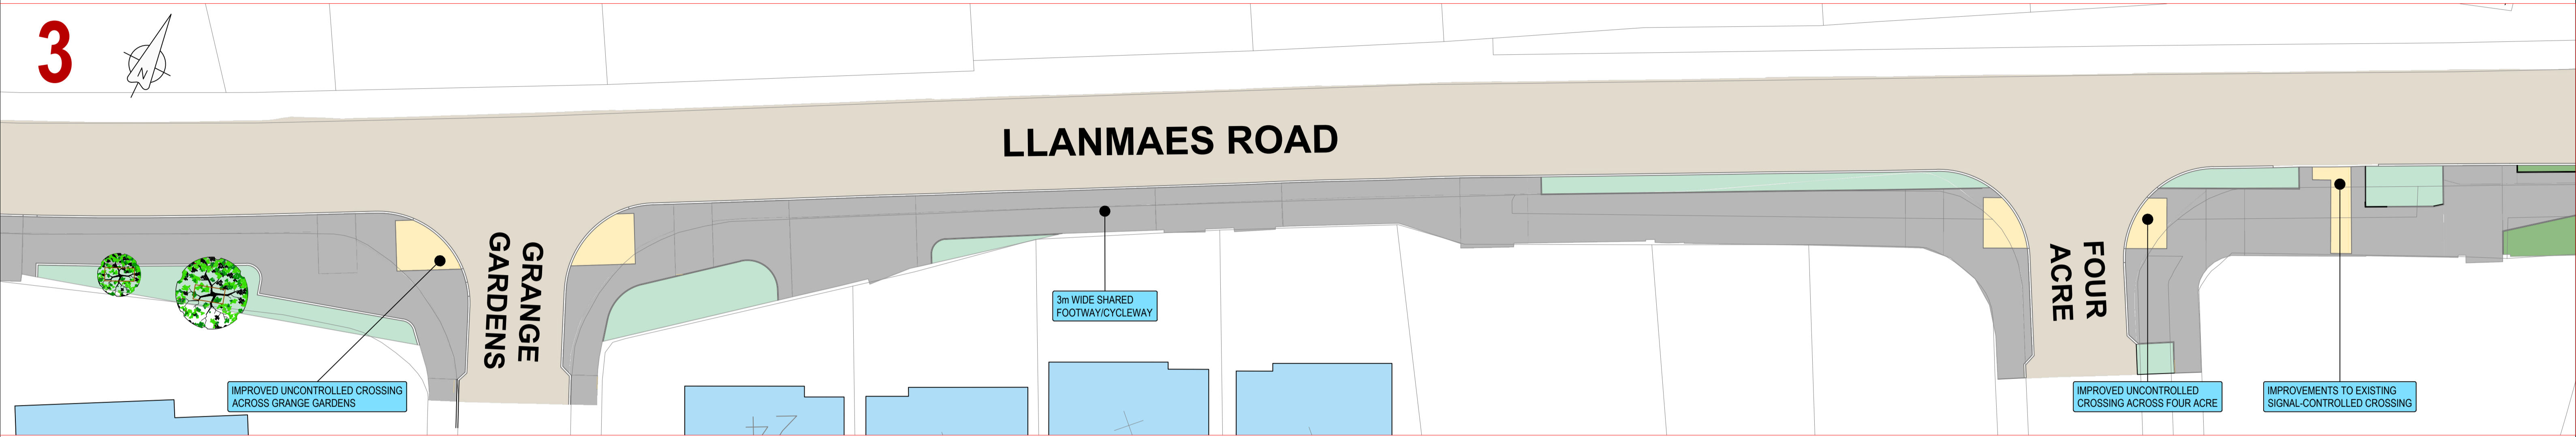 3
N
LLANMAES ROAD
GRANGE
GARDENS
FOUR
ACRE
3m WIDE SHARED
FOOTWAY/CYCLEWAY
IMPROVED UNCONTROLLED CROSSING
ACROSS GRANGE GARDENS
IMPROVED UNCONTROLLED
CROSSING ACROSS FOUR ACRE
IMPROVEMENTS TO EXISTING
SIGNAL-CONTROLLED CROSSING